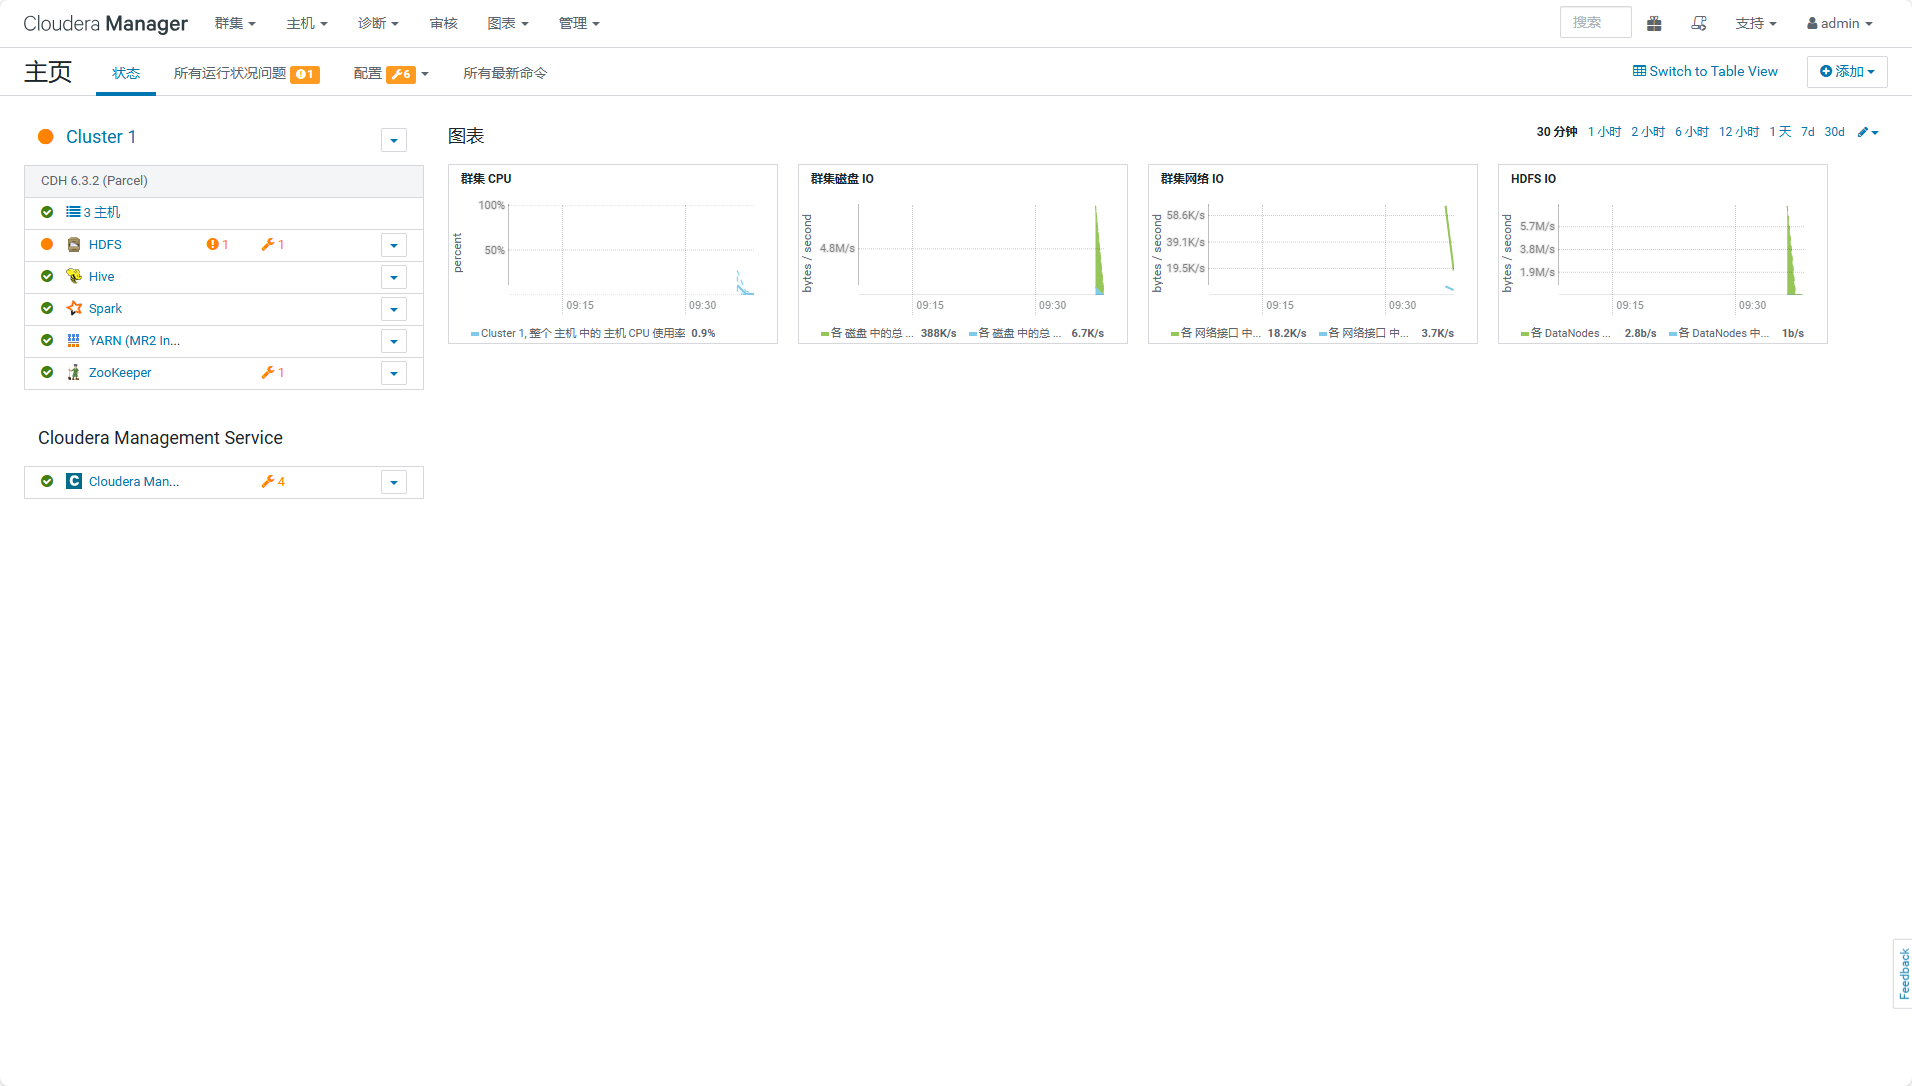 Cloudera Manager 群集 主机 诊断 审核 图表 管理 搜索 支持 admin
主页 状态 所有运行状况问题 1 配置 6 所有最新命令 Switch to Table View 添加
Cluster 1
CDH 6.3.2 (Parcel)
3 主机
HDFS 1 1
Hive
Spark
YARN (MR2 In...
ZooKeeper 1
Cloudera Management Service
C Cloudera Man... 4
图表 30 分钟 1 小时 2 小时 6 小时 12 小时 1 天 7d 30d
群集 CPU
percent
100%
50%
09:15 09:30
Cluster 1, 整个 主机 中的 主机 CPU 使用率 0.9%
群集磁盘 IO
bytes / second
4.8M/s
09:15 09:30
各 磁盘 中的总 ... 388K/s 各 磁盘 中的总 ... 6.7K/s
群集网络 IO
bytes / second
58.6K/s
39.1K/s
19.5K/s
09:15 09:30
各 网络接口 中... 18.2K/s 各 网络接口 中... 3.7K/s
HDFS IO
bytes / second
5.7M/s
3.8M/s
1.9M/s
09:15 09:30
各 DataNodes ... 2.8b/s 各 DataNodes 中... 1b/s
Feedback